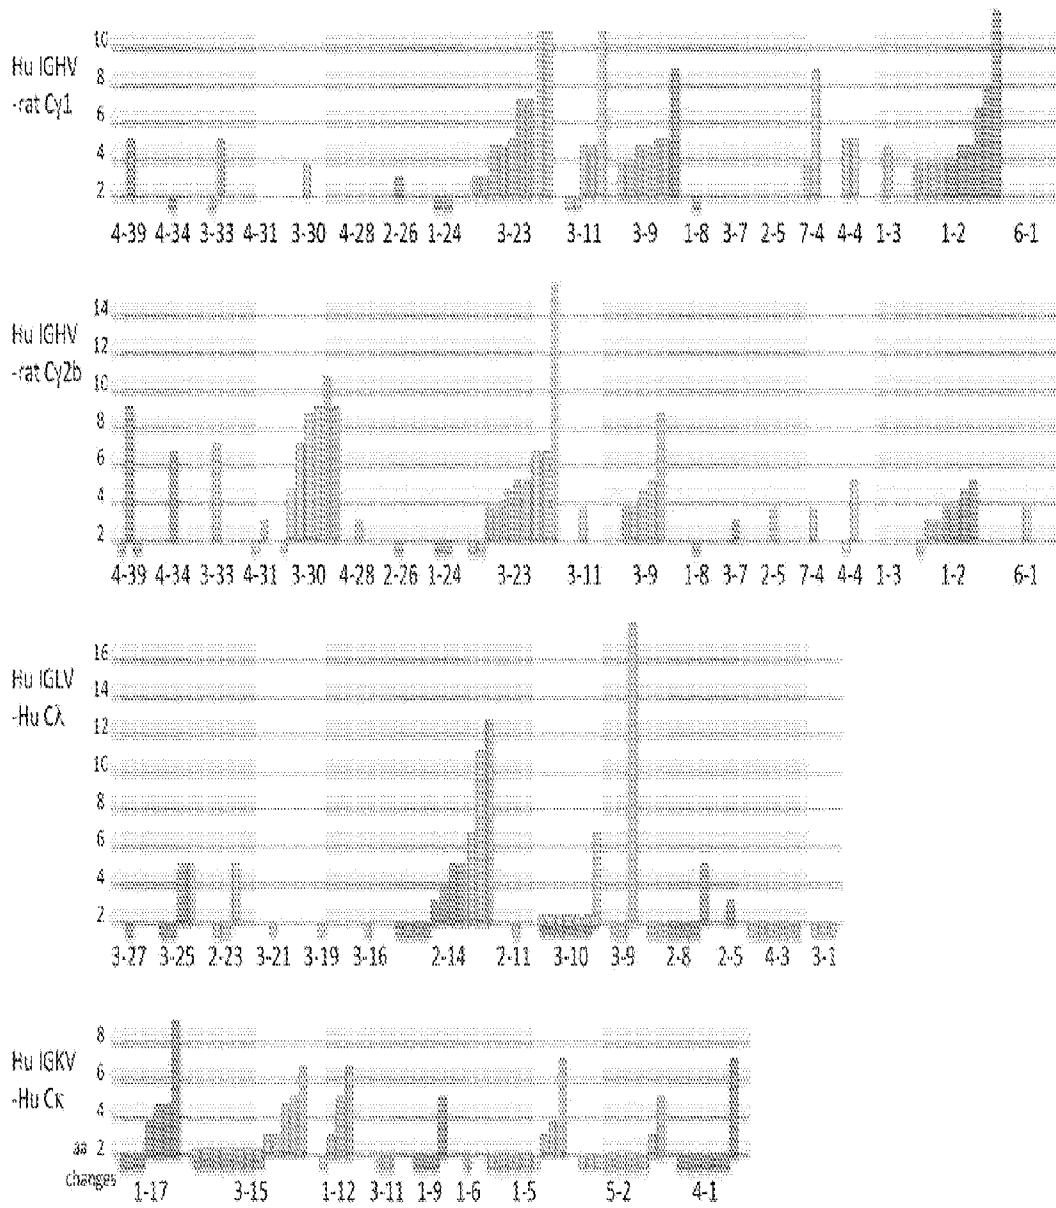 10
Hu IGHV
8
-rat Cγ1
6
4
2
4-39 4-34 3-33 4-31 3-30 4-28 2-26 1-24 3-23 3-11 3-9 1-8 3-7 2-5 7-4 4-4 1-3 1-2 6-1
14
Hu IGHV
12
-rat Cγ2b
10
8
6
4
2
4-39 4-34 3-33 4-31 3-30 4-28 2-26 1-24 3-23 3-11 3-9 1-8 3-7 2-5 7-4 4-4 1-3 1-2 6-1
16
Hu IGLV
14
-Hu Cλ
12
10
8
6
4
2
3-27 3-25 2-23 3-21 3-19 3-16 2-14 2-11 3-10 3-9 2-8 2-5 4-3 3-1
8
Hu IGKV
6
-Hu Cκ
4
aa 2
changes
1-17 3-15 1-12 3-11 1-9 1-6 1-5 5-2 4-1